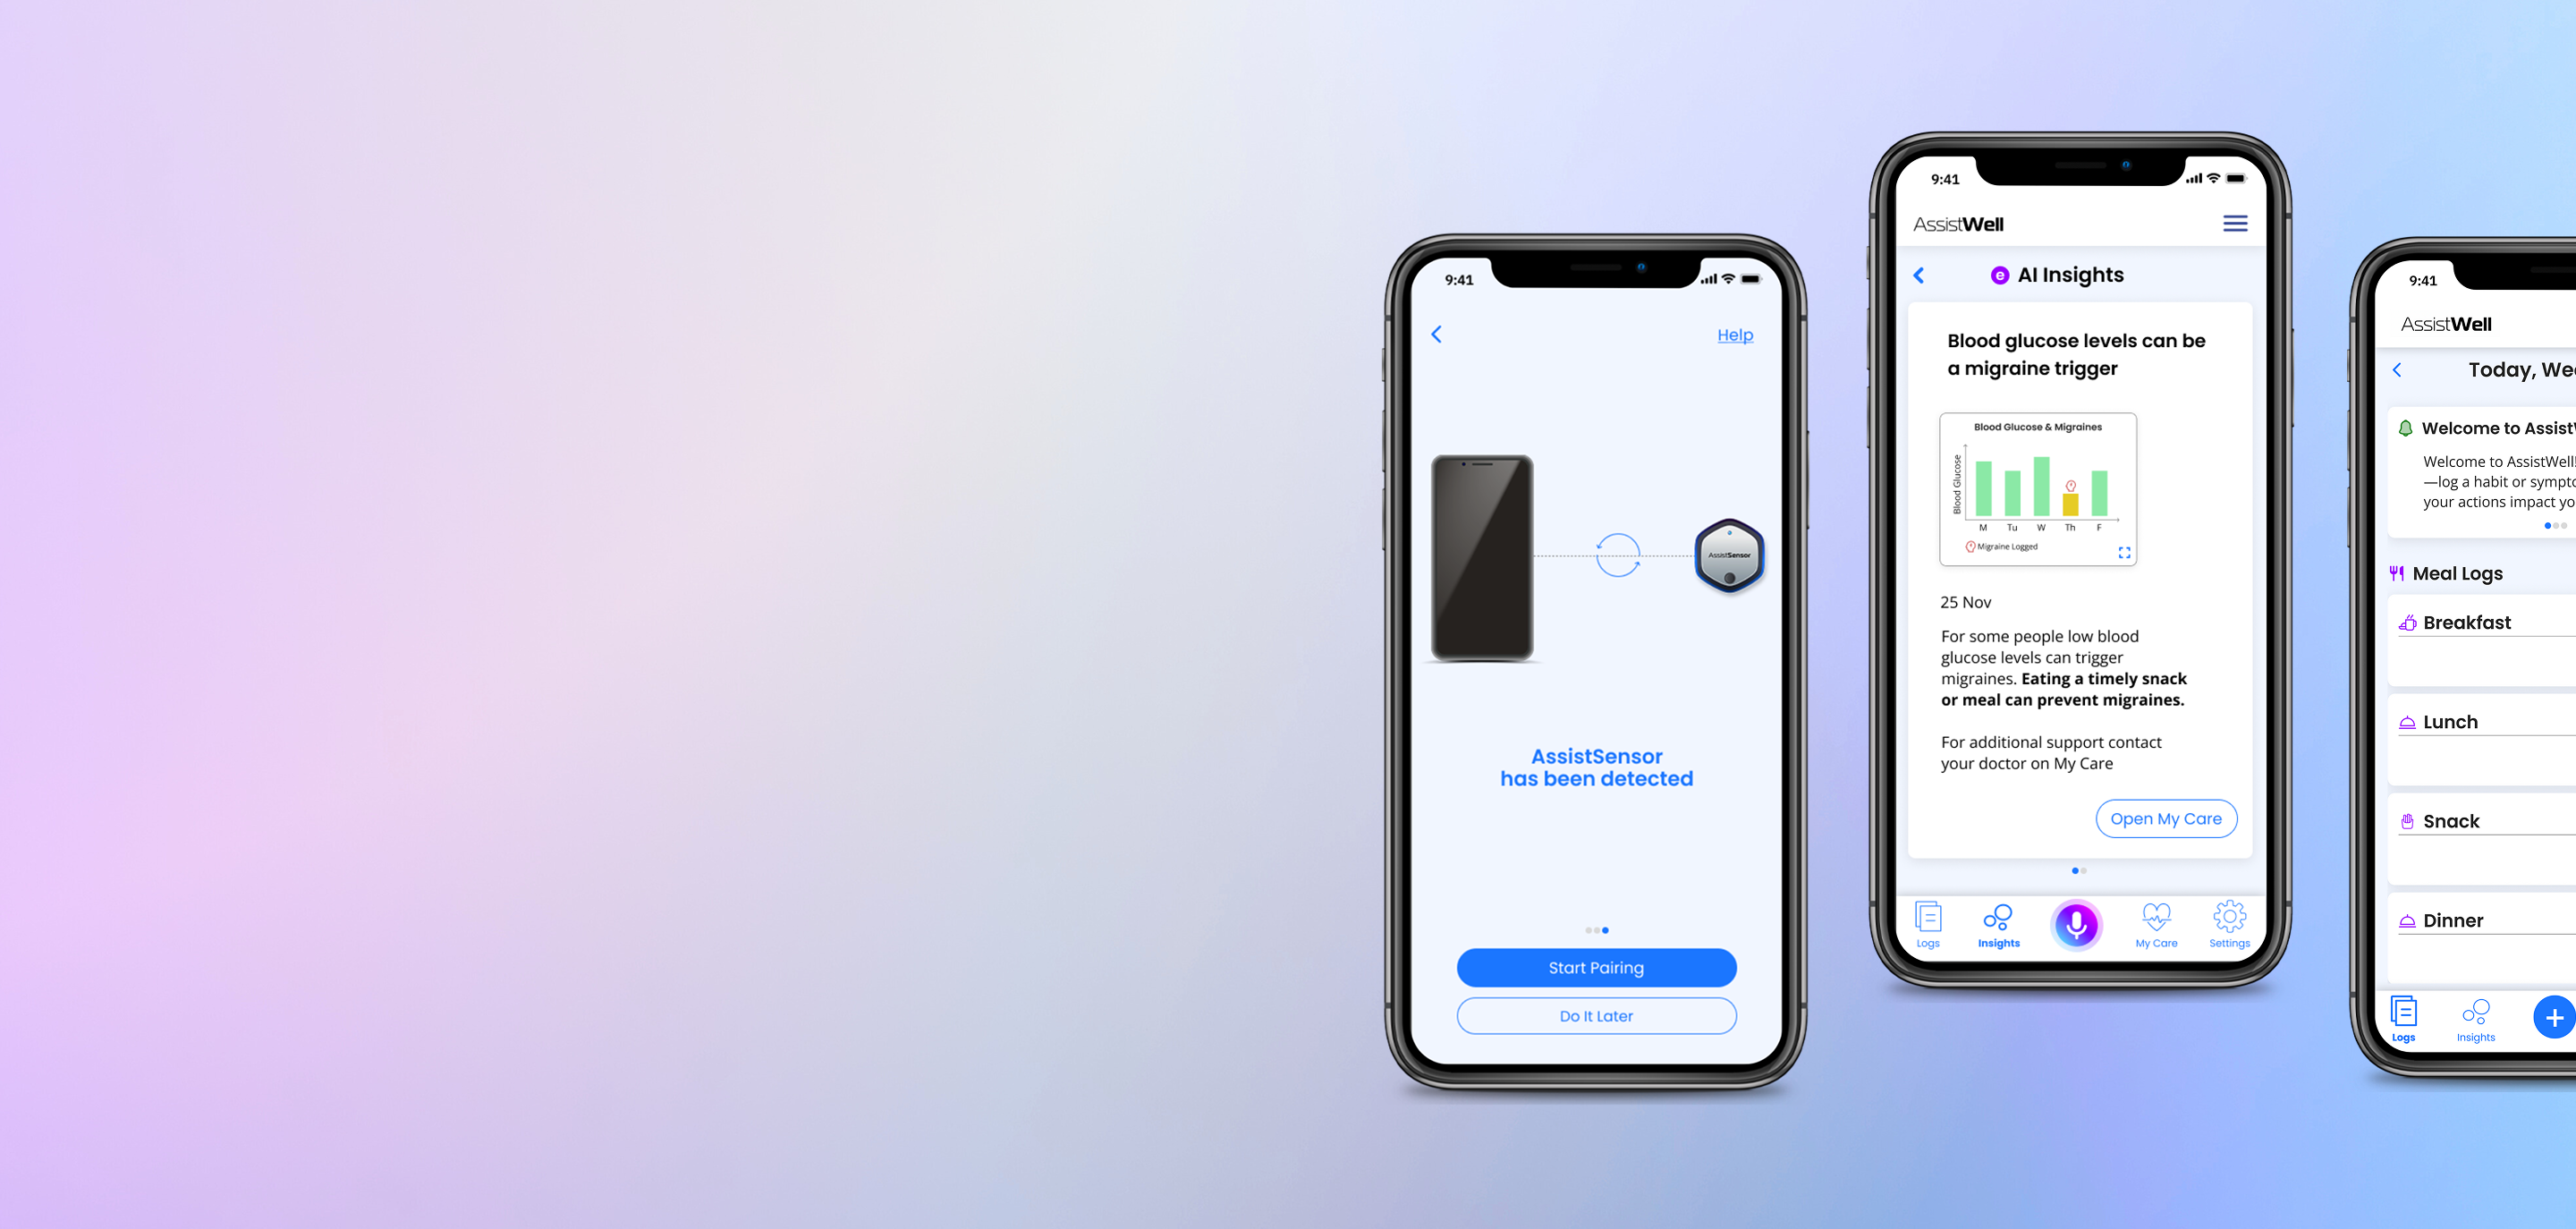 9:41
Help
AssistSensor
AssistSensor
has been detected
Start Pairing
Do It Later
9:41
AssistWell
AI Insights
Blood glucose levels can be
a migraine trigger
Blood Glucose & Migraines
Blood Glucose
M Tu W Th F
Migraine Logged
25 Nov
For some people low blood
glucose levels can trigger
migraines. Eating a timely snack
or meal can prevent migraines.
For additional support contact
your doctor on My Care
Open My Care
Logs Insights My Care Settings
9:41
AssistWell
Today, We
Welcome to Assist
Welcome to AssistWell
—log a habit or sympto
your actions impact yo
Meal Logs
Breakfast
Lunch
Snack
Dinner
Logs Insights